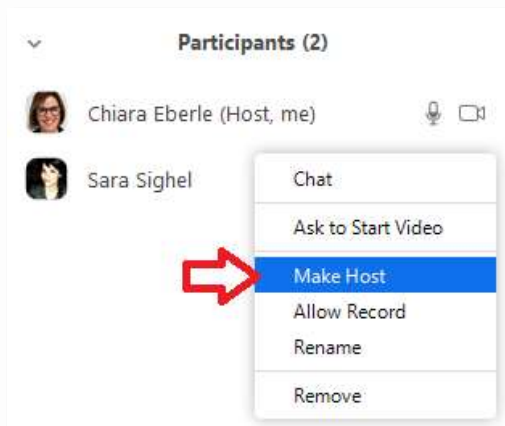 Participants (2)
Chiara Eberle (Host, me)
Sara Sighel
Chat
Ask to Start Video
Make Host
Allow Record
Rename
Remove